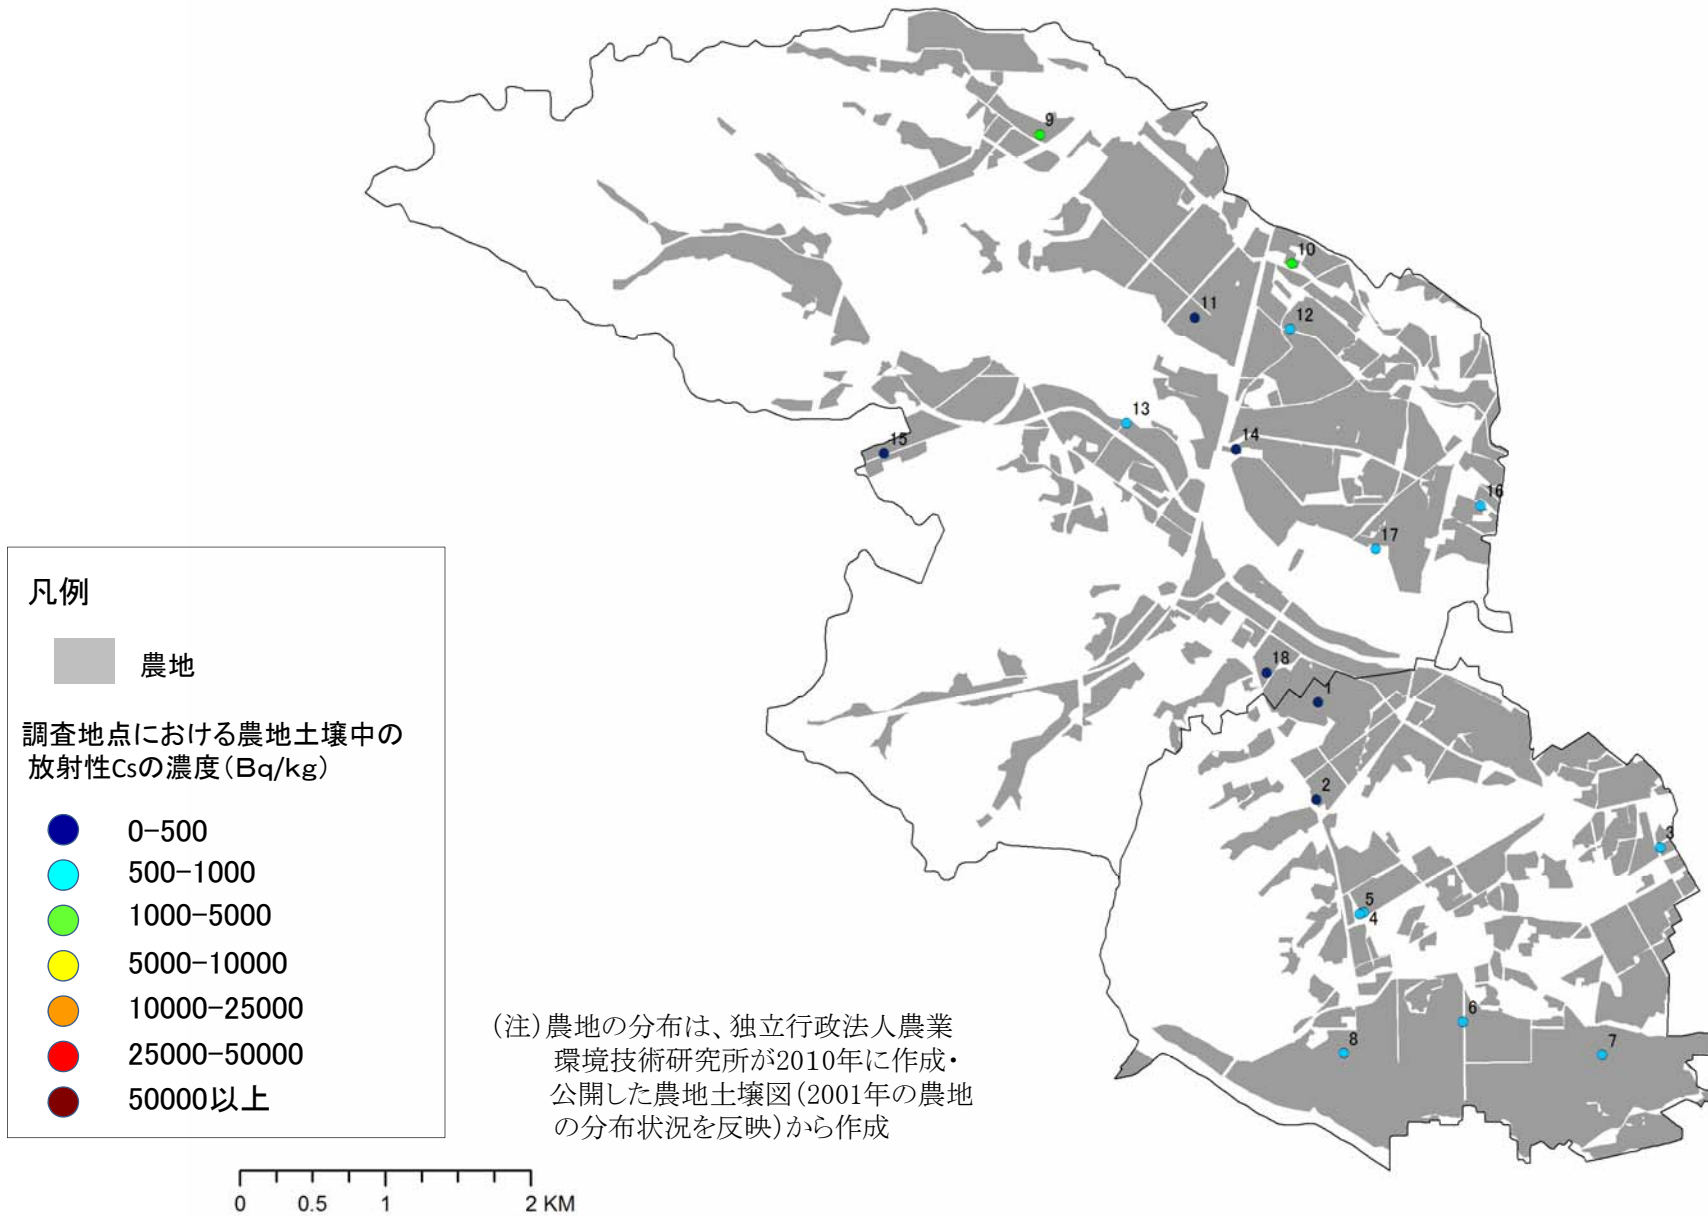 9
10
11
12
13
14
15
16
17
18
1
2
3
5
4
6
7
8
凡例
農地
調査地点における農地土壌中の
放射性Csの濃度(Bq/kg)
0-500
500-1000
1000-5000
5000-10000
10000-25000
25000-50000
50000以上
(注)農地の分布は、独立行政法人農業
環境技術研究所が2010年に作成・
公開した農地土壌図(2001年の農地
の分布状況を反映)から作成
0 0.5 1 2 KM